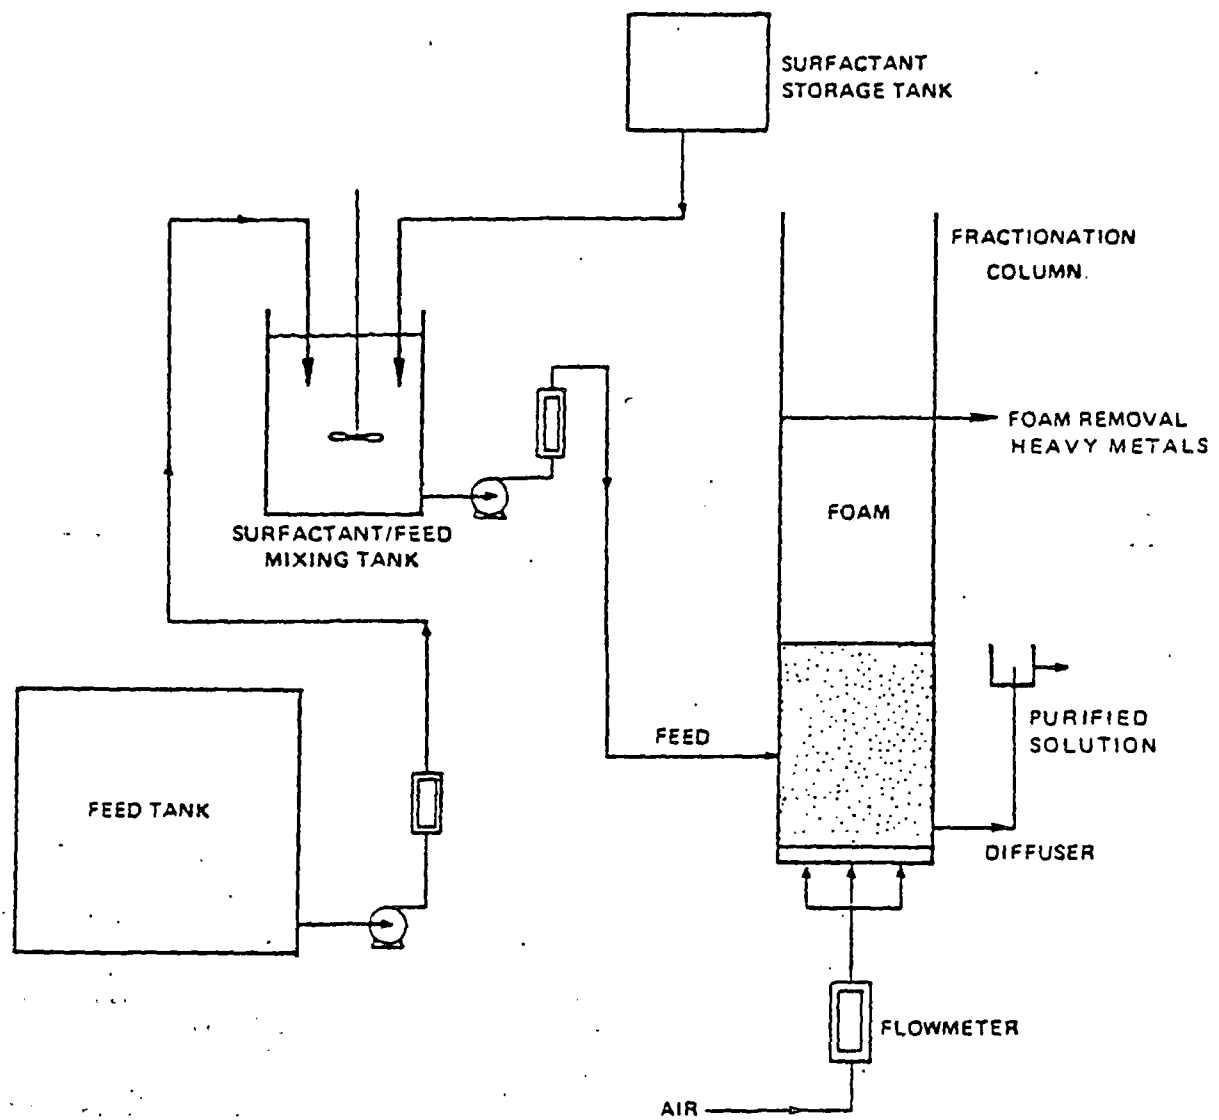 SURFACTANT
STORAGE TANK
FRACTIONATION
COLUMN.
FOAM REMOVAL
HEAVY METALS
FOAM
SURFACTANT/FEED
MIXING TANK
PURIFIED
SOLUTION
FEED
FEED TANK
DIFFUSER
FLOWMETER
AIR